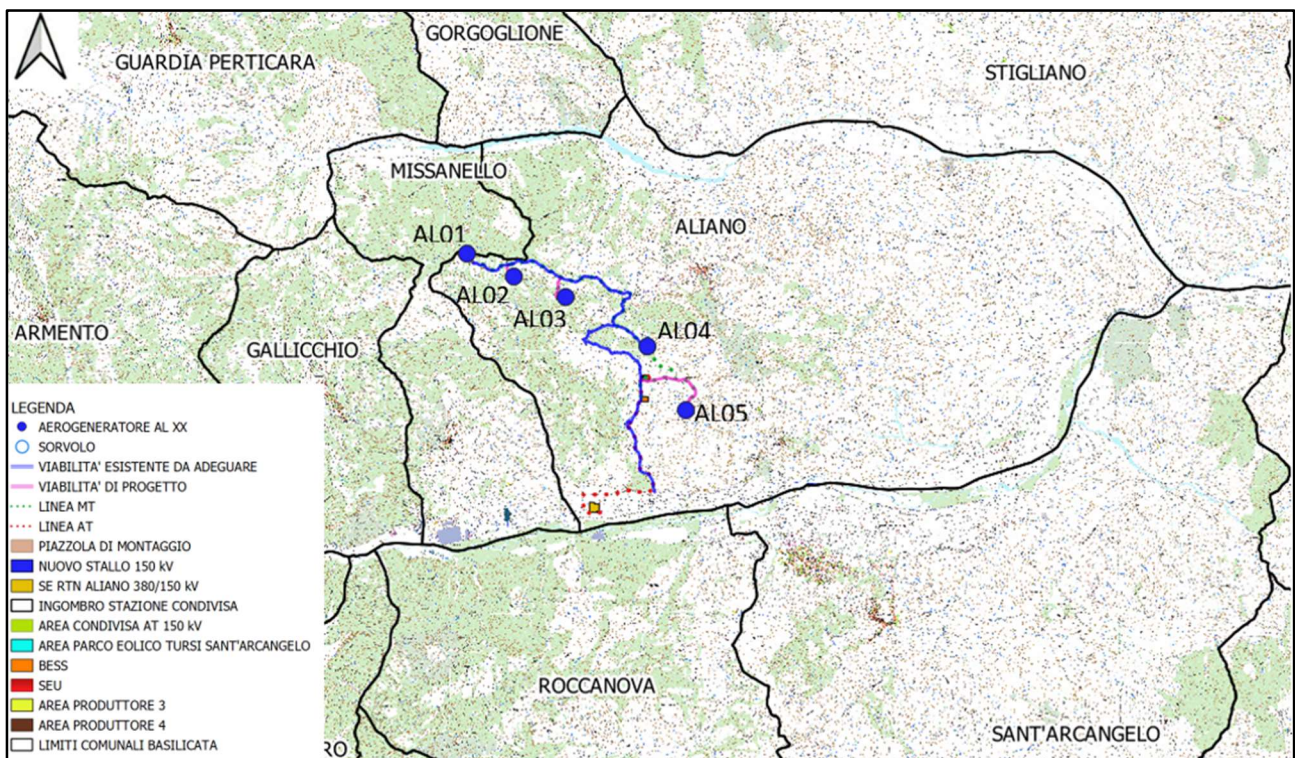 GORGOGLIONE
GUARDIA PERTICARA
STIGLIANO
MISSANELLO
ALIANO
AL01
AL02
AL03
AL04
AL05
ARMENTO
GALLICCHIO
LEGENDA
AEROGENERATORE AL XX
SORVOLO
VIABILITA' ESISTENTE DA ADEGUARE
VIABILITA' DI PROGETTO
LINEA MT
LINEA AT
PIAZZOLA DI MONTAGGIO
NUOVO STALLO 150 kV
SE RTN ALIANO 380/150 kV
INGOMBRO STAZIONE CONDIVISA
AREA CONDIVISA AT 150 kV
AREA PARCO EOLICO TURSI SANT'ARCANGELO
BESS
SEU
AREA PRODUTTORE 3
AREA PRODUTTORE 4
LIMITI COMUNALI BASILICATA
ROCCANOVA
SANT'ARCANGELO
RO